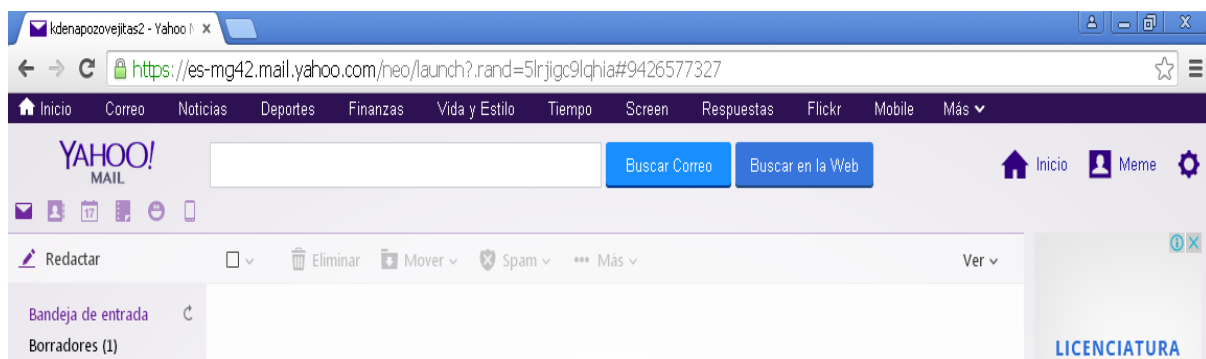 kdenapozovejitas2 - Yahoo
https://es-mg42.mail.yahoo.com/neo/launch?.rand=5lrjigc9lqhia#9426577327
Inicio Correo Noticias Deportes Finanzas Vida y Estilo Tiempo Screen Respuestas Flickr Mobile Más
YAHOO!
MAIL
Buscar Correo Buscar en la Web Inicio Meme
17
Redactar Eliminar Mover Spam Más Ver
Bandeja de entrada
Borradores (1)
LICENCIATURA